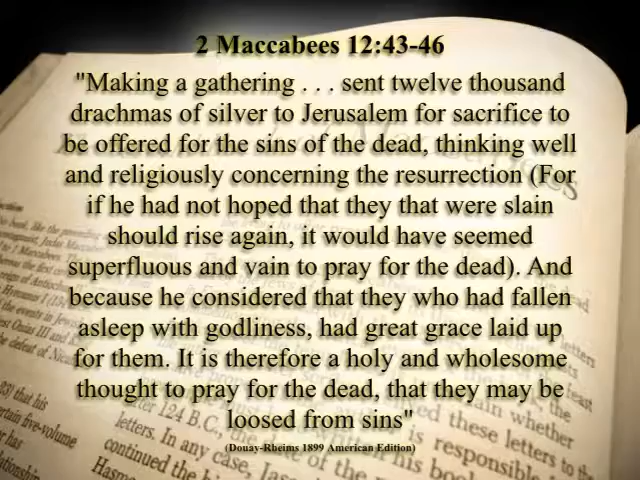 2 Maccabees 12:43-46
"Making a gathering . . . sent twelve thousand
drachmas of silver to Jerusalem for sacrifice to
be offered for the sins of the dead, thinking well
and religiously concerning the resurrection (For
if he had not hoped that they that were slain
should rise again, it would have seemed
superfluous and vain to pray for the dead). And
because he considered that they who had fallen
asleep with godliness, had great grace laid up
for them. It is therefore a holy and wholesome
thought to pray for the dead, that they may be
loosed from sins"
(Douay-Rheims 1899 American Edition)